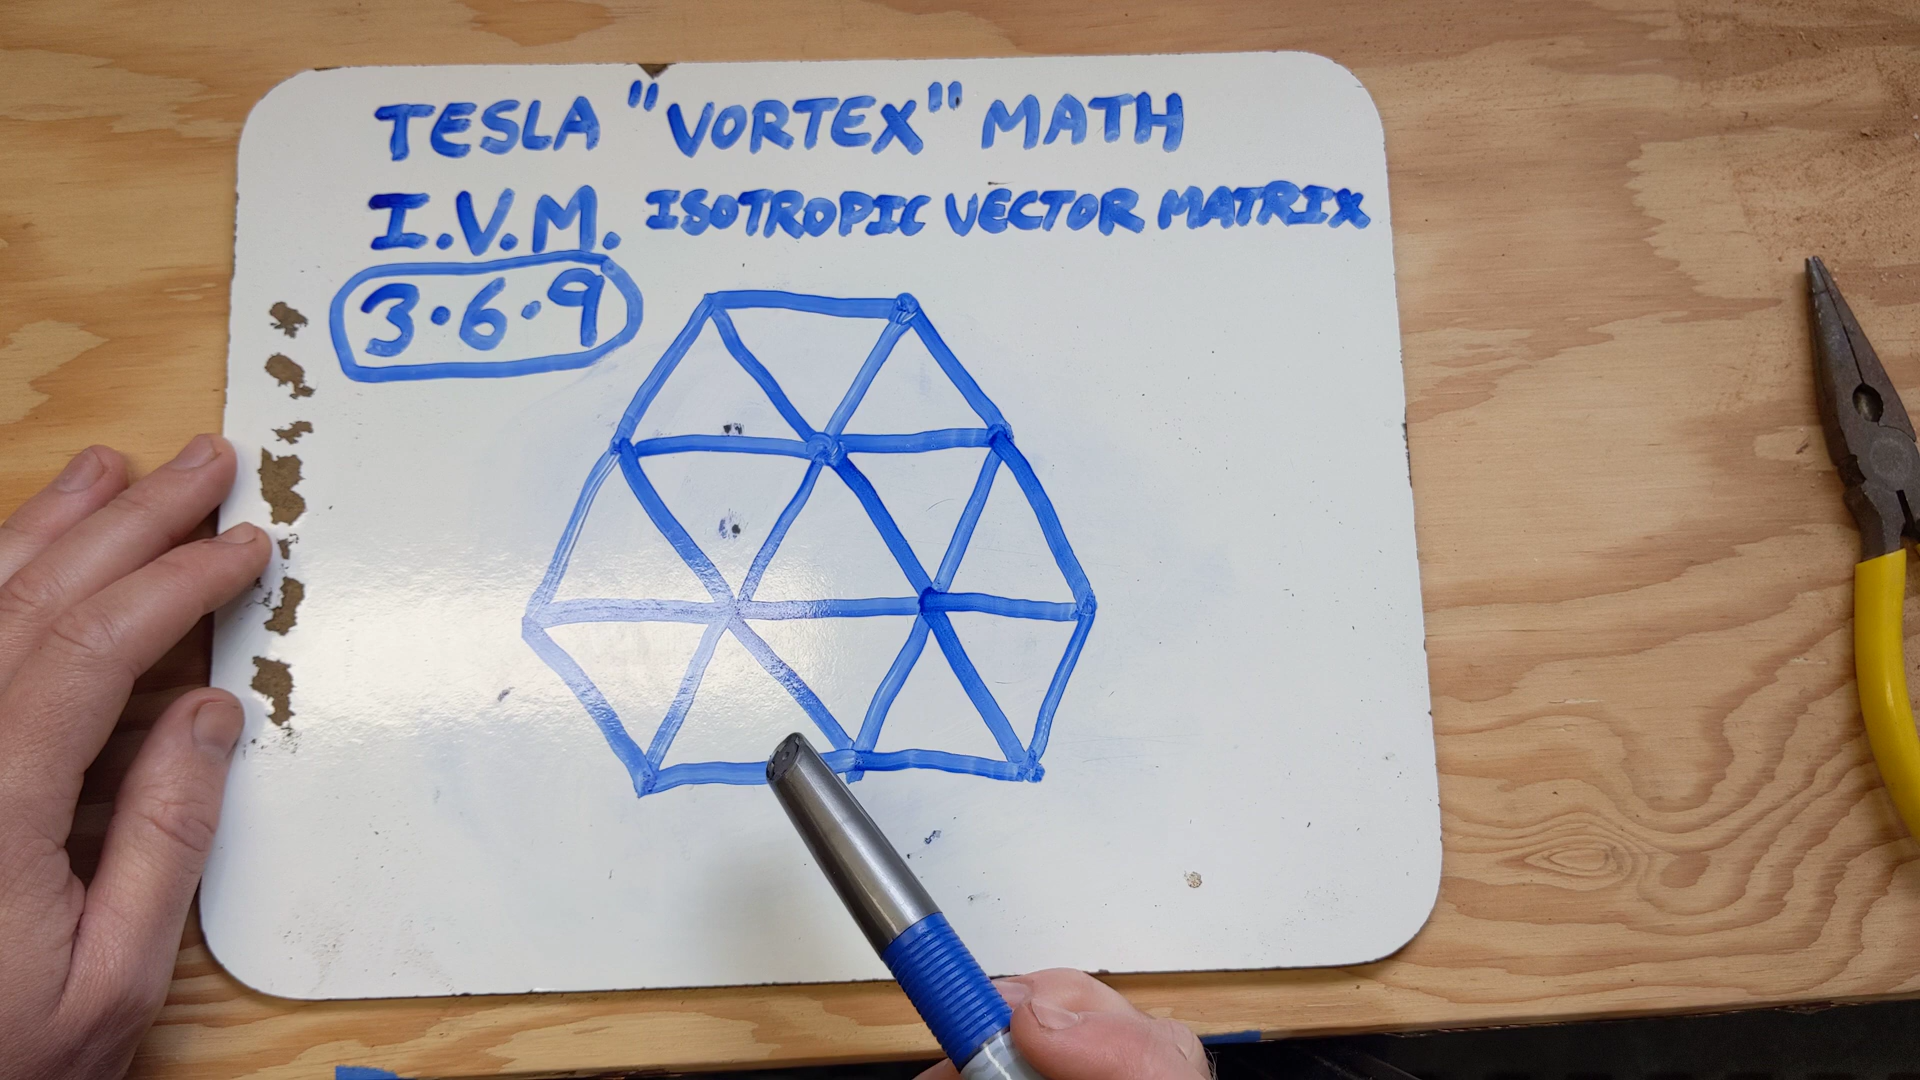 TESLA "VORTEX" MATH
I.V.M. ISOTROPIC VECTOR MATRIX
3·6·9